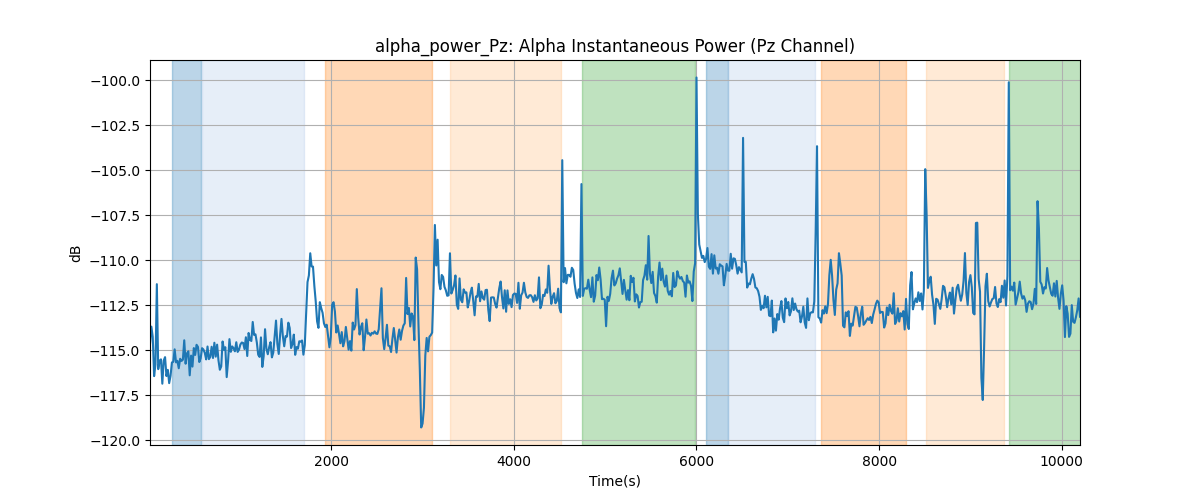 alpha_power_Pz: Alpha Instantaneous Power (Pz Channel)
−100.0
−102.5
−105.0
−107.5
−110.0
−112.5
−115.0
−117.5
−120.0
dB
2000 4000 6000 8000 10000
Time(s)